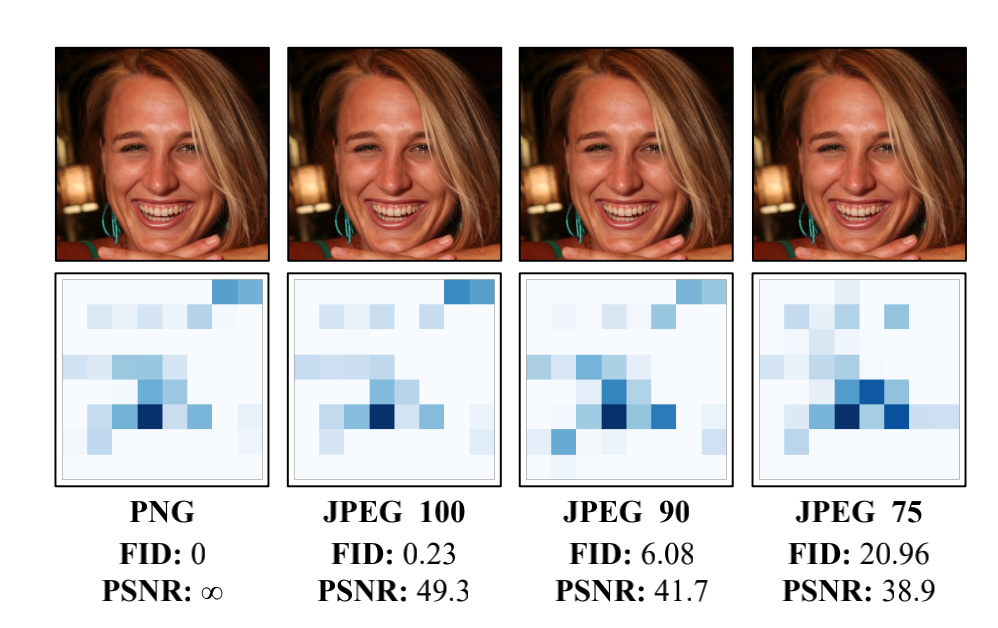 PNG JPEG 100 JPEG 90 JPEG 75
FID: 0 FID: 0.23 FID: 6.08 FID: 20.96
PSNR: ∞ PSNR: 49.3 PSNR: 41.7 PSNR: 38.9